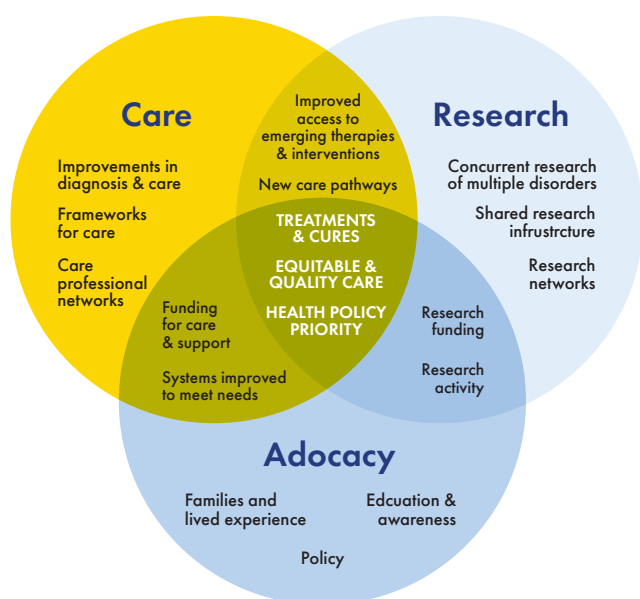 Care
Improvements in
diagnosis & care
Frameworks
for care
Care
professional
networks
Improved
access to
emerging therapies
& interventions
New care pathways
Research
Concurrent research
of multiple disorders
Shared research
infrustrcture
Research
networks
TREATMENTS
& CURES
EQUITABLE &
QUALITY CARE
HEALTH POLICY
PRIORITY
Funding
for care
& support
Systems improved
to meet needs
Research
funding
Research
activity
Adocacy
Families and
lived experience
Edcuation &
awareness
Policy